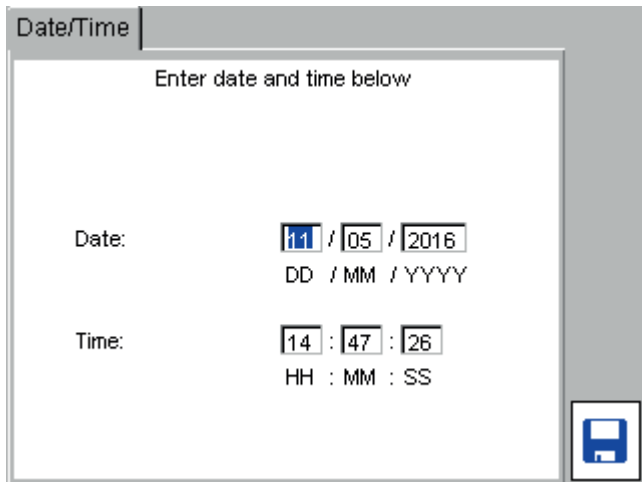 Date/Time
Enter date and time below
Date: 11 / 05 / 2016
DD / MM / YYYY
Time: 14 : 47 : 26
HH : MM : SS